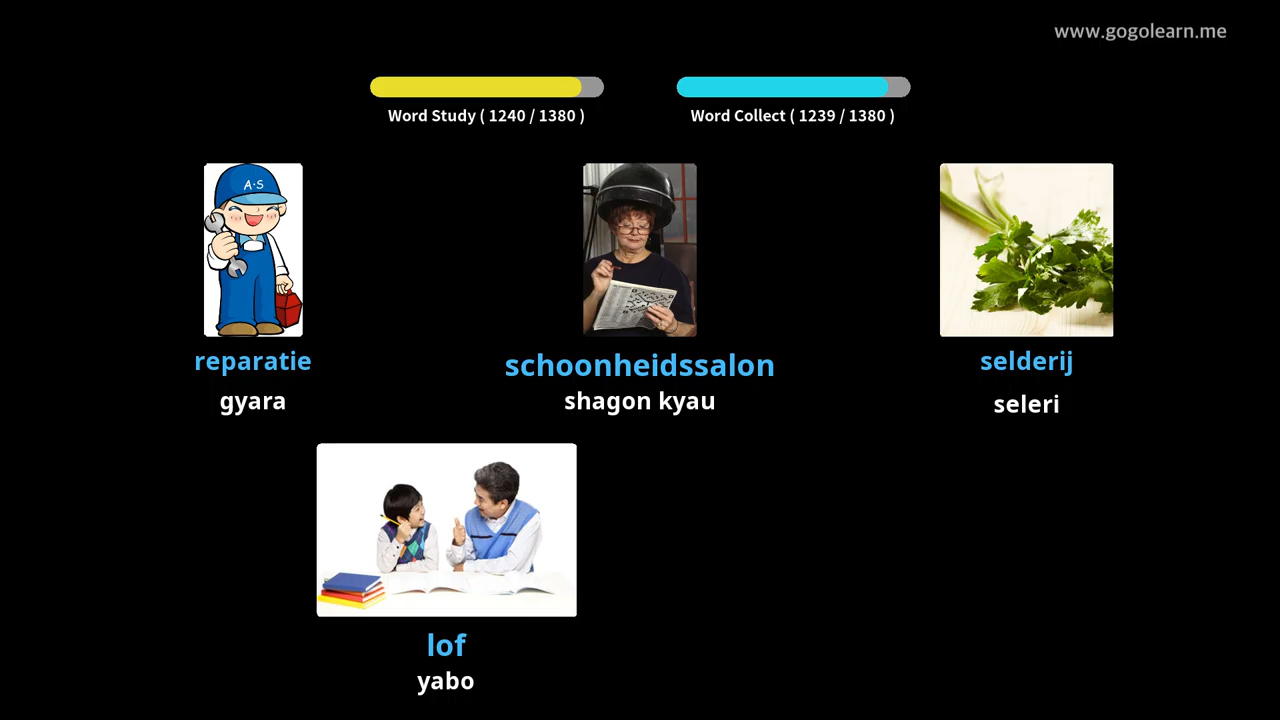 www.gogolearn.me
Word Study ( 1240 / 1380 )
Word Collect ( 1239 / 1380 )
A·S
reparatie
gyara
schoonheidssalon
shagon kyau
selderij
seleri
lof
yabo